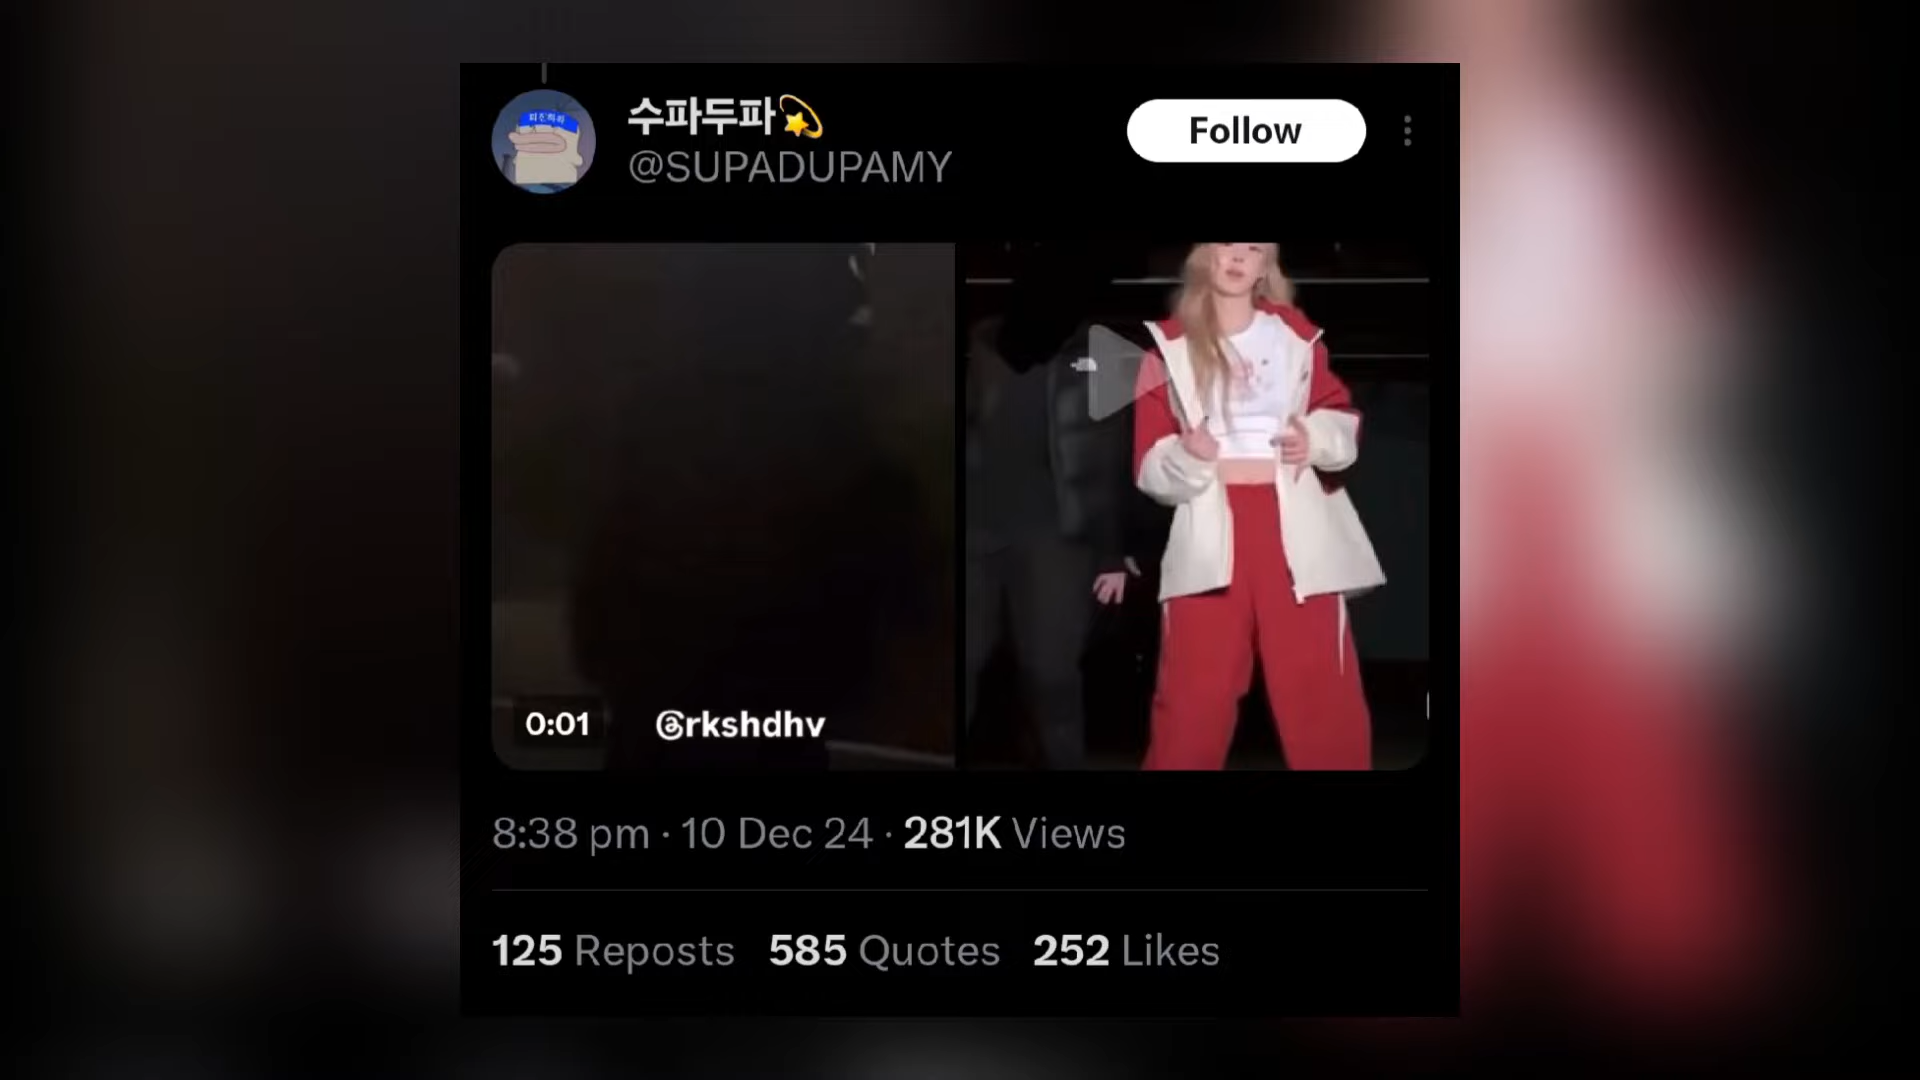 수파두파💫
@SUPADUPAMY
Follow
0:01
@rkshdhv
8:38 pm · 10 Dec 24 · 281K Views
125 Reposts 585 Quotes 252 Likes